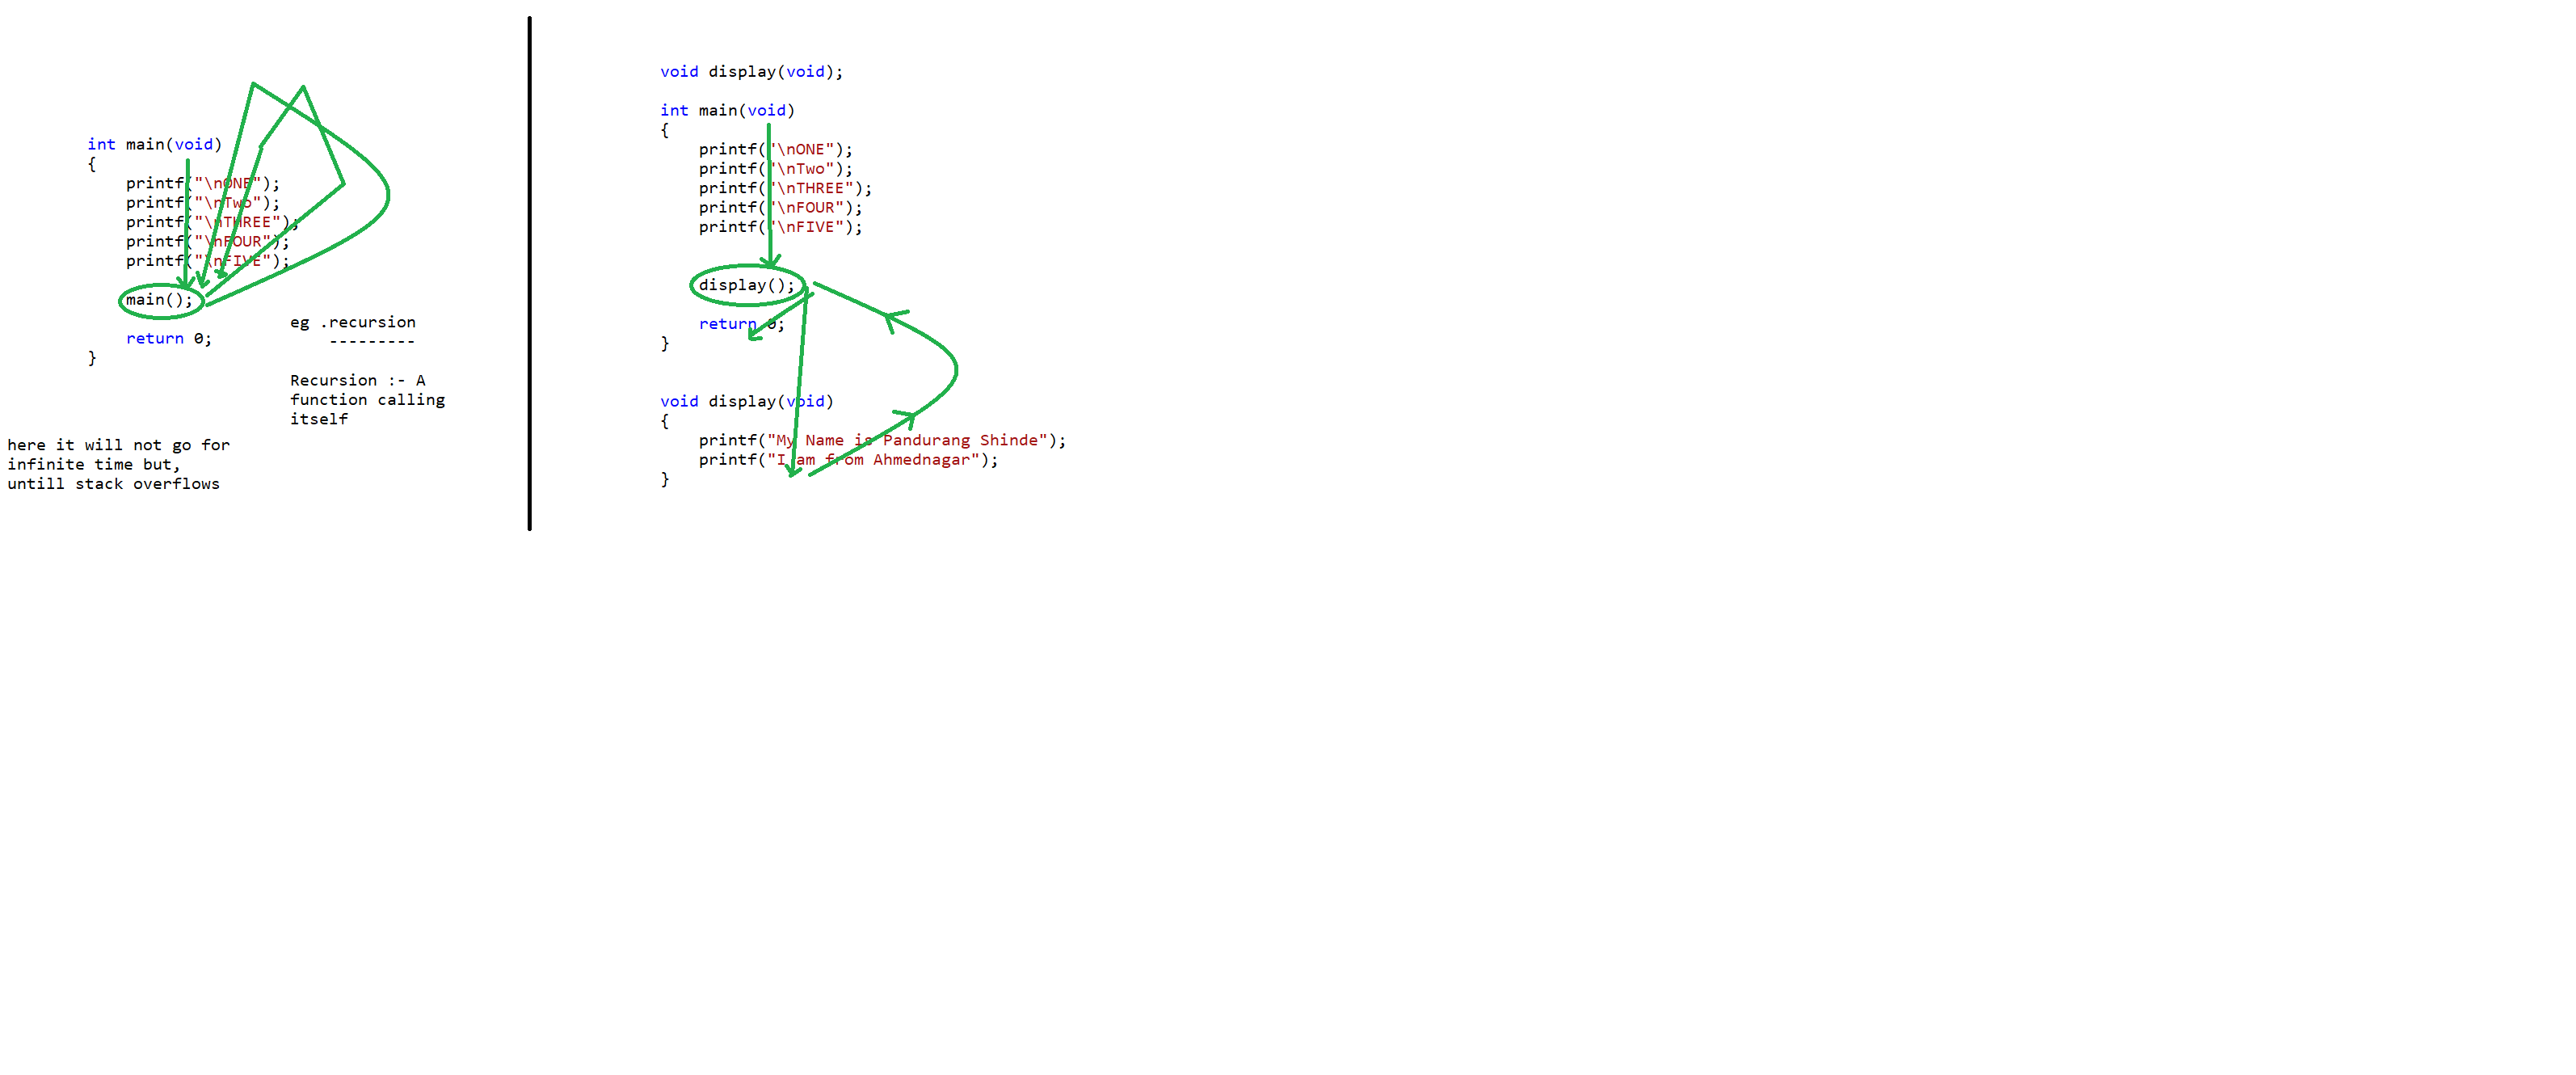 int main(void)
{
    printf("\nONE");
    printf("\nTwo");
    printf("\nTHREE");
    printf("\nFOUR");
    printf("\nFIVE");
    main();
    return 0;
}
eg .recursion
---------
Recursion :- A
function calling
itself
here it will not go for
infinite time but,
untill stack overflows
void display(void);
int main(void)
{
    printf("\nONE");
    printf("\nTwo");
    printf("\nTHREE");
    printf("\nFOUR");
    printf("\nFIVE");
    display();
    return 0;
}
void display(void)
{
    printf("My Name is Pandurang Shinde");
    printf("I am from Ahmednagar");
}